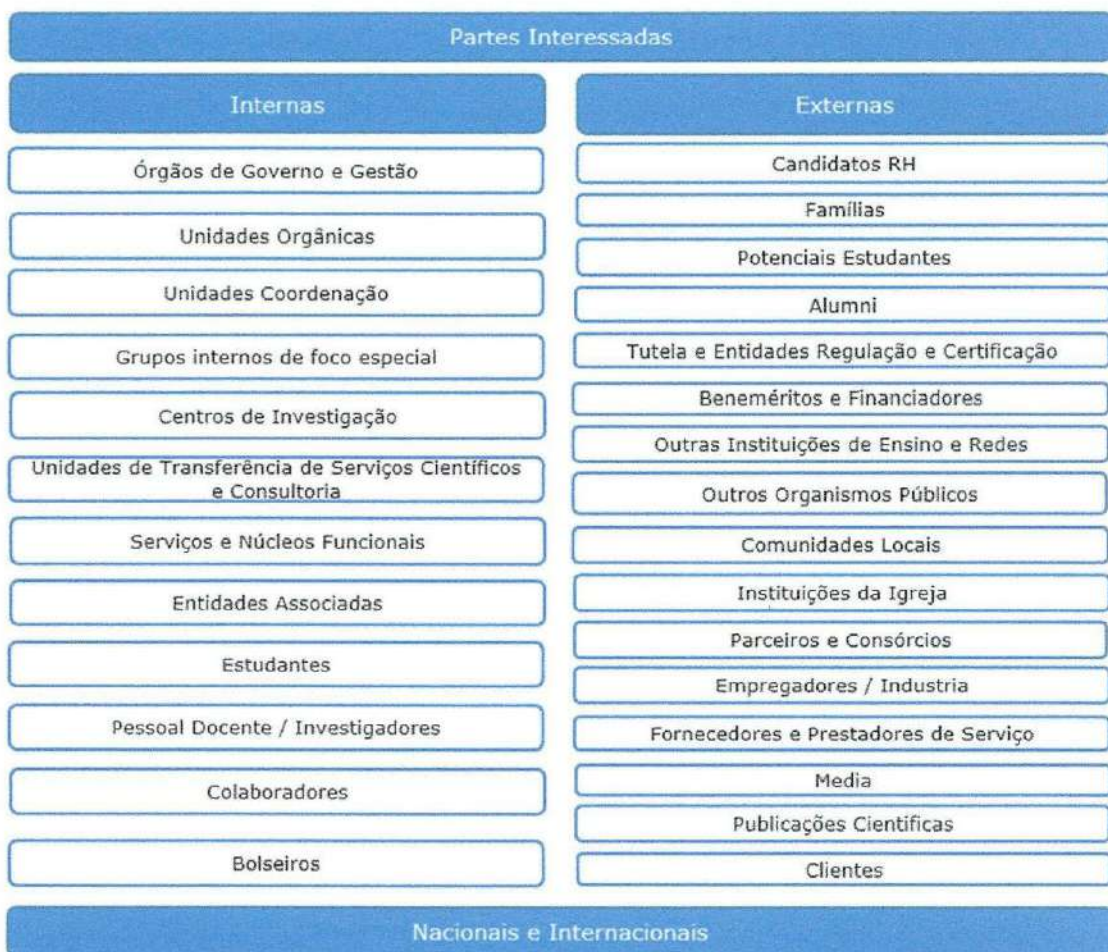 Partes Interessadas
Internas
Órgãos de Governo e Gestão
Unidades Orgânicas
Unidades Coordenação
Grupos internos de foco especial
Centros de Investigação
Unidades de Transferência de Serviços Científicos
e Consultoria
Serviços e Núcleos Funcionais
Entidades Associadas
Estudantes
Pessoal Docente / Investigadores
Colaboradores
Bolseiros
Externas
Candidatos RH
Famílias
Potenciais Estudantes
Alumni
Tutela e Entidades Regulação e Certificação
Beneméritos e Financiadores
Outras Instituições de Ensino e Redes
Outros Organismos Públicos
Comunidades Locais
Instituições da Igreja
Parceiros e Consórcios
Empregadores / Industria
Fornecedores e Prestadores de Serviço
Media
Publicações Cientificas
Clientes
Nacionais e Internacionais